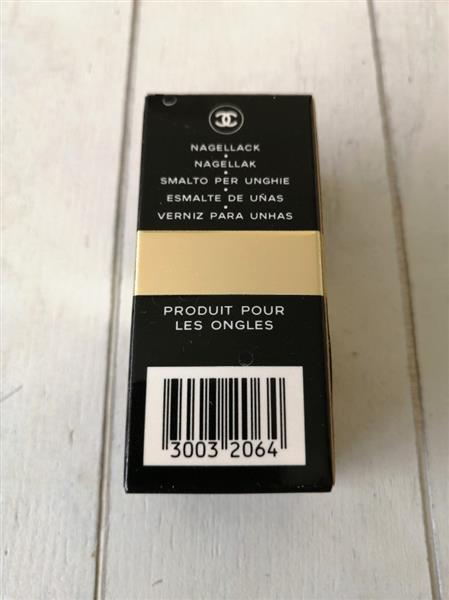 NAGELLACK
NAGELLAK
SMALTO PER UNGHIE
ESMALTE DE UÑAS
VERNIZ PARA UNHAS
PRODUIT POUR
LES ONGLES
3003 2064